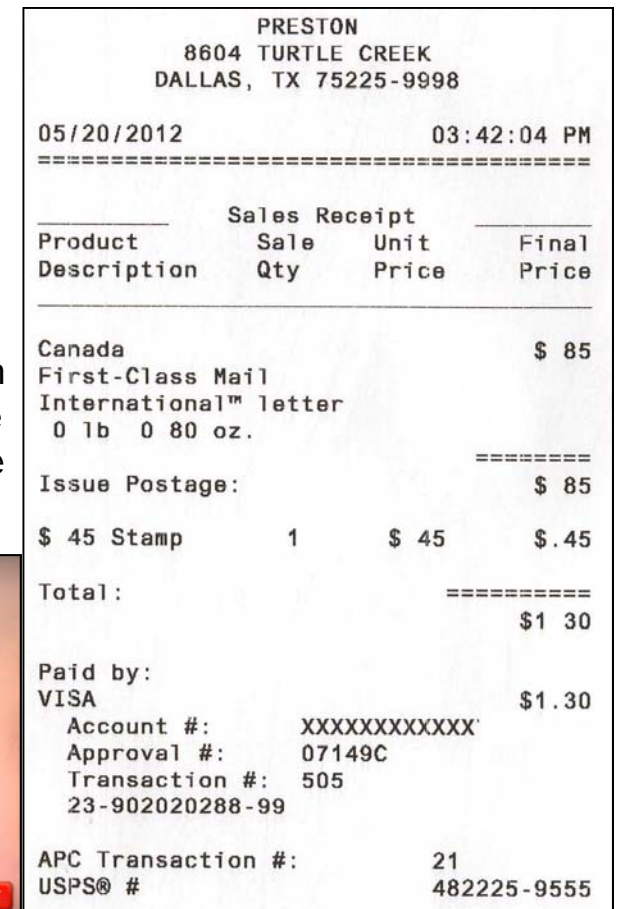 PRESTON
8604 TURTLE CREEK
DALLAS, TX 75225-9998
05/20/2012 03:42:04 PM
========================================
__________ Sales Receipt __________
Product Sale Unit Final
Description Qty Price Price
Canada $ 85
First-Class Mail
International™ letter
0 lb 0 80 oz.
========
Issue Postage: $ 85
$ 45 Stamp 1 $ 45 $.45
Total: ==========
$1 30
Paid by:
VISA $1.30
Account #: XXXXXXXXXXXX
Approval #: 07149C
Transaction #: 505
23-902020288-99
APC Transaction #: 21
USPS® # 482225-9555